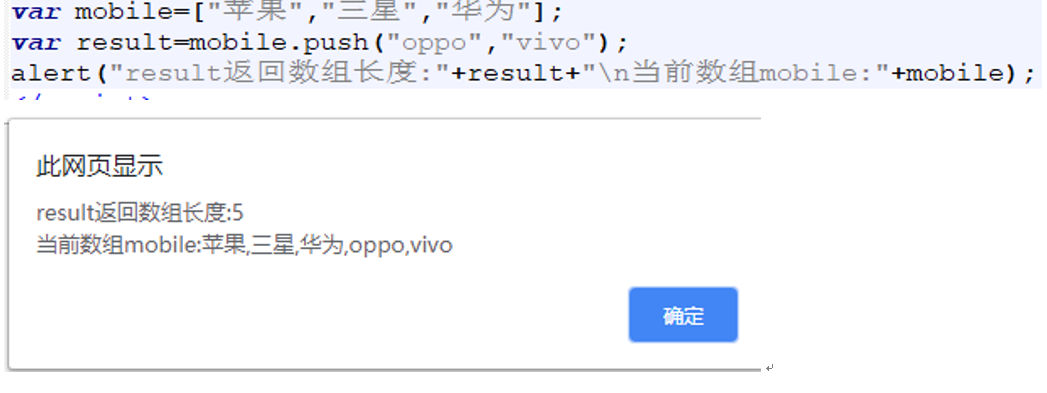 var mobile=["苹果","三星","华为"];
var result=mobile.push("oppo","vivo");
alert("result返回数组长度:"+result+"\n当前数组mobile:"+mobile);
此网页显示
result返回数组长度:5
当前数组mobile:苹果,三星,华为,oppo,vivo
确定